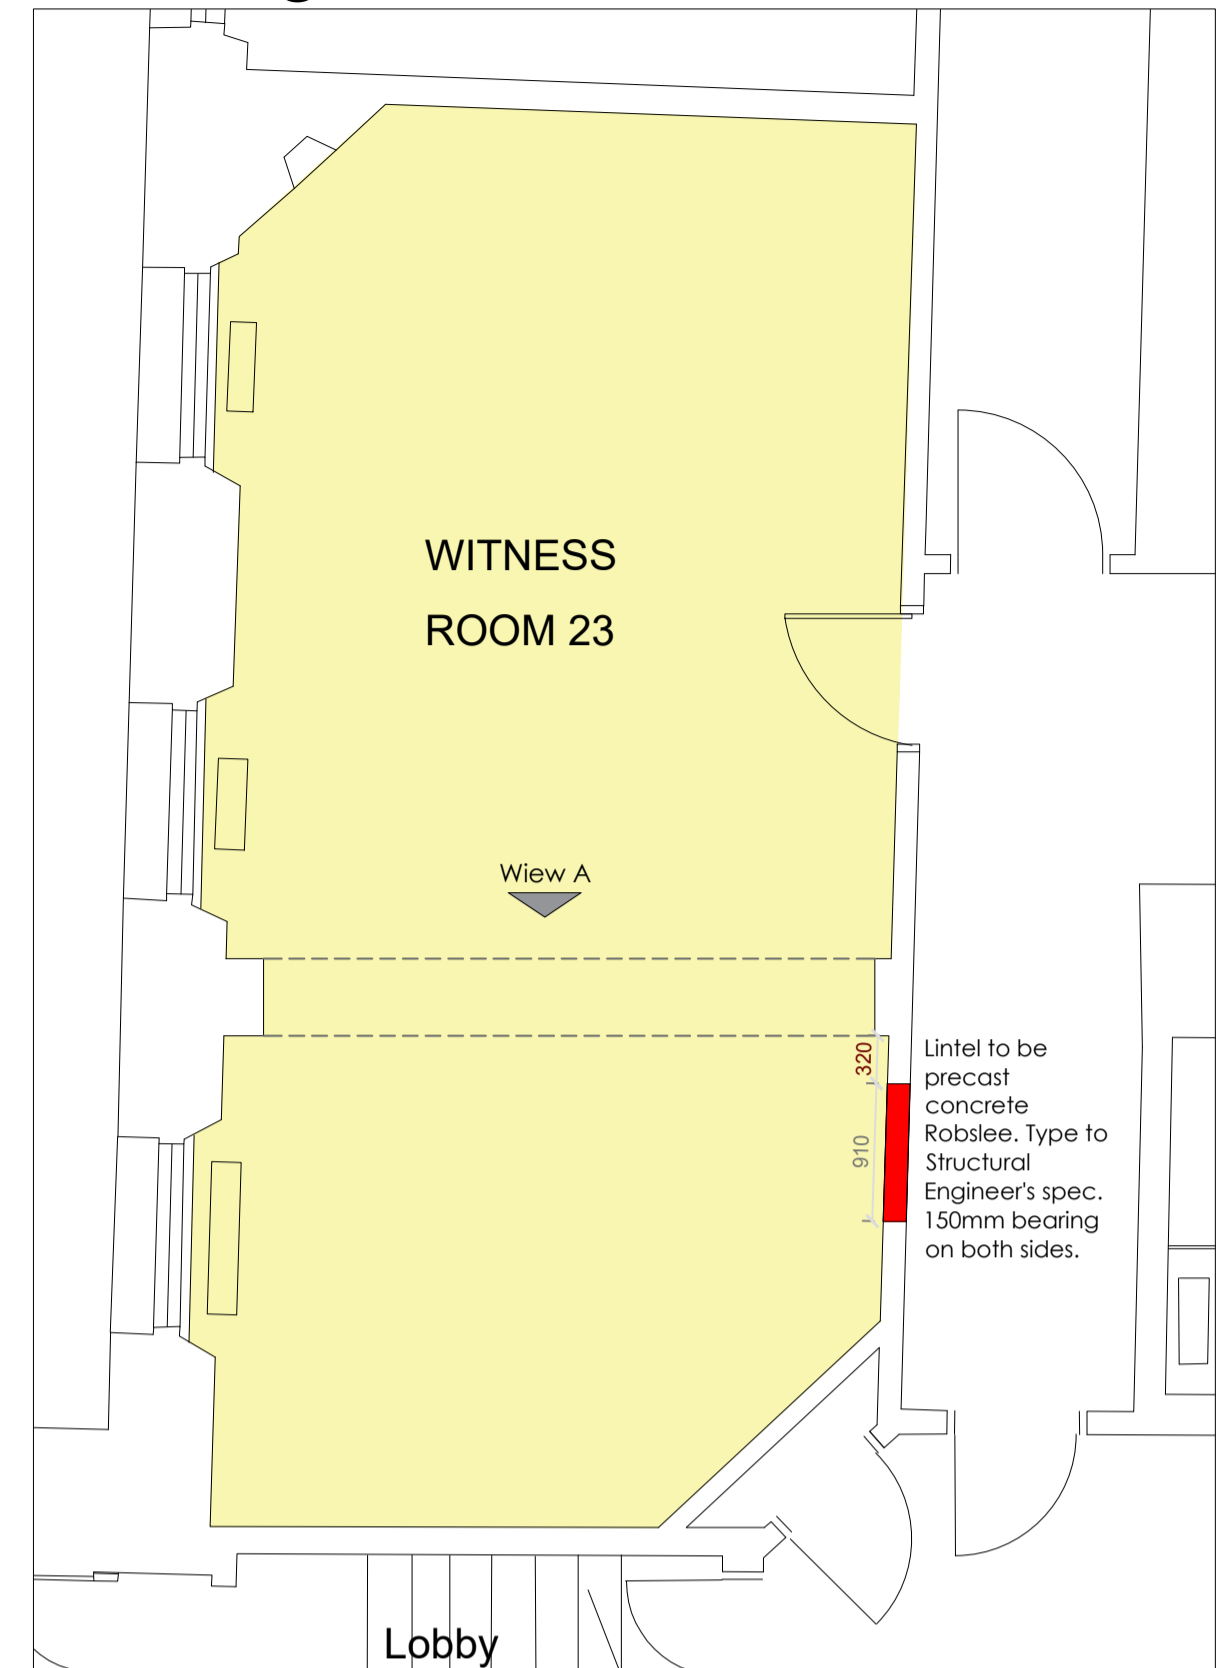 WITNESS
ROOM 23
Wiew A
320
910
Lintel to be
precast
concrete
Robslee. Type to
Structural
Engineer's spec.
150mm bearing
on both sides.
Lobby